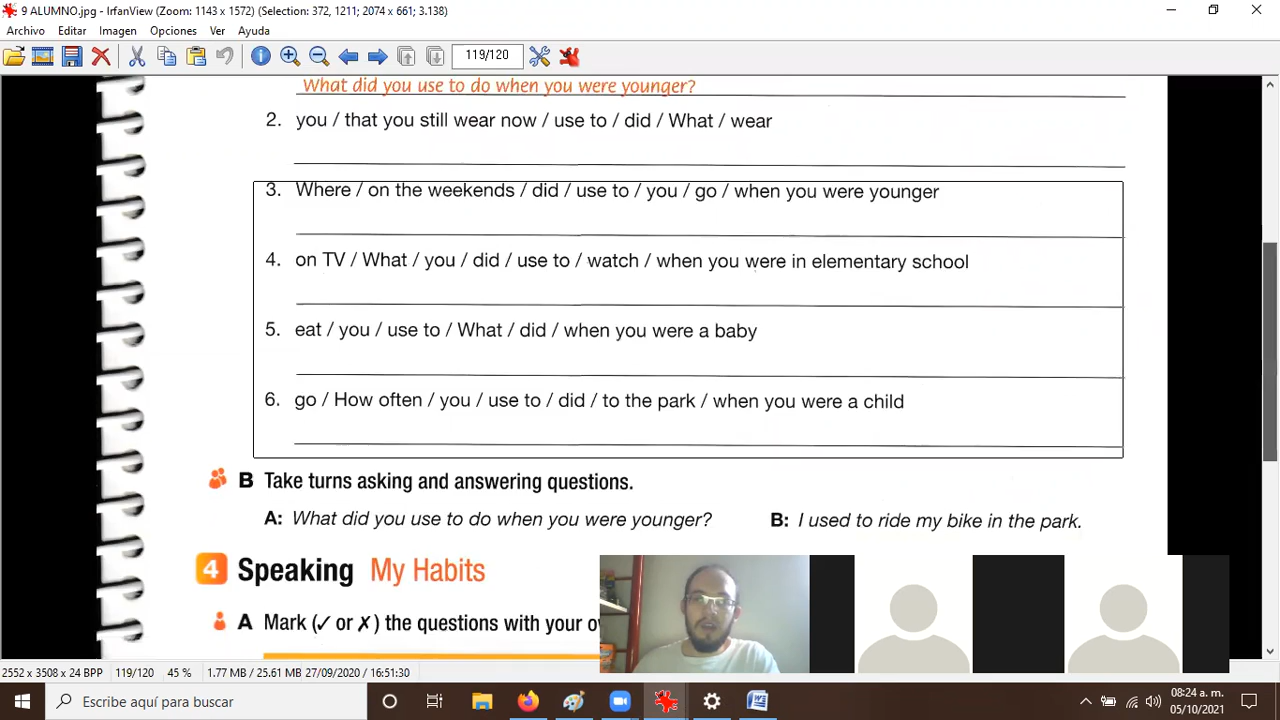 9 ALUMNO.jpg - IrfanView (Zoom: 1143 x 1572) (Selection: 372, 1211; 2074 x 661; 3.138)
Archivo Editar Imagen Opciones Ver Ayuda
119/120
What did you use to do when you were younger?
2. you / that you still wear now / use to / did / What / wear
3. Where / on the weekends / did / use to / you / go / when you were younger
4. on TV / What / you / did / use to / watch / when you were in elementary school
5. eat / you / use to / What / did / when you were a baby
6. go / How often / you / use to / did / to the park / when you were a child
B Take turns asking and answering questions.
A: What did you use to do when you were younger? B: I used to ride my bike in the park.
4 Speaking My Habits
A Mark (✓ or ✗) the questions with your o
2552 x 3508 x 24 BPP 119/120 45 % 1.77 MB / 25.61 MB 27/09/2020 / 16:51:30
Escribe aquí para buscar
08:24 a. m.
05/10/2021